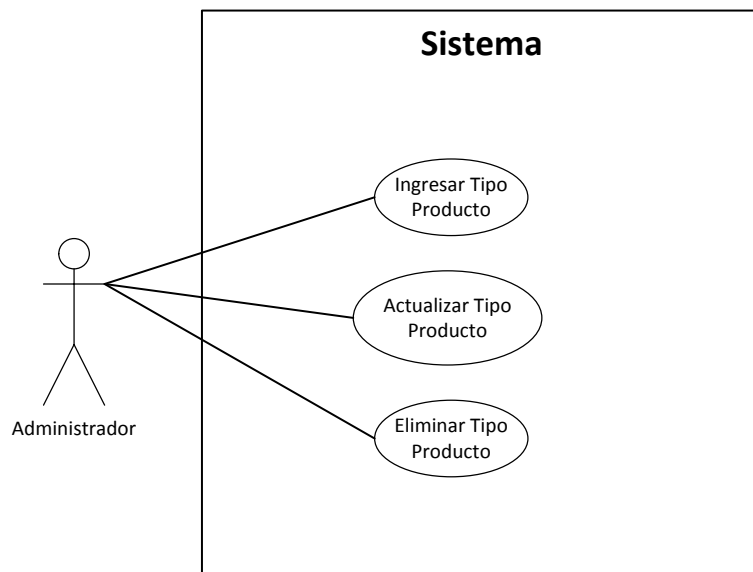 Sistema
Ingresar Tipo
Producto
Actualizar Tipo
Producto
Eliminar Tipo
Producto
Administrador